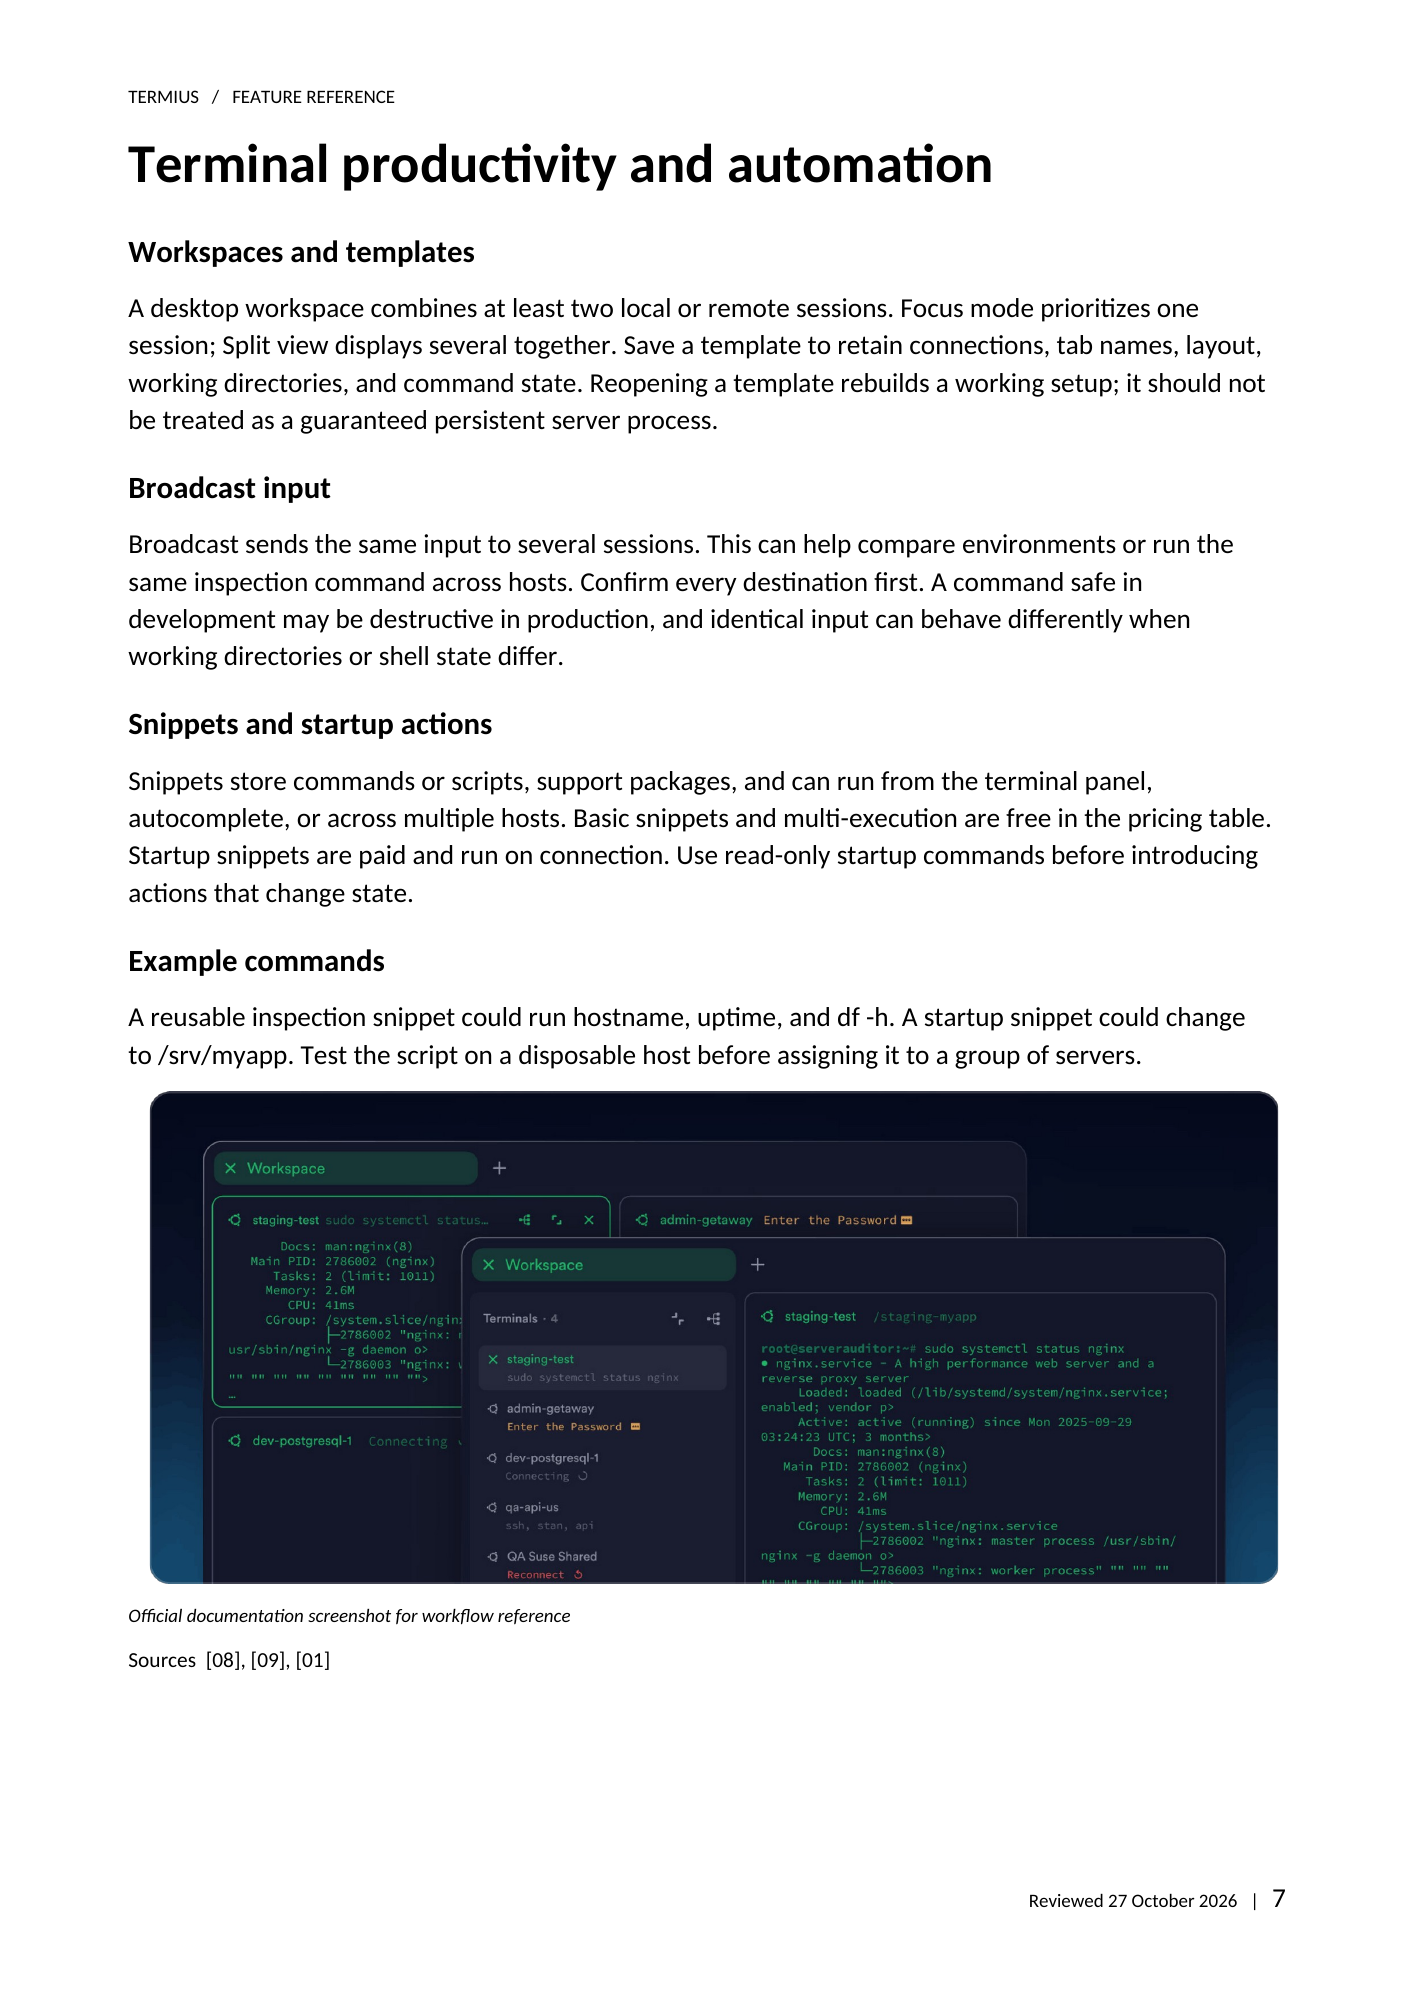 TERMIUS / FEATURE REFERENCE
Terminal productivity and automation
Workspaces and templates
A desktop workspace combines at least two local or remote sessions. Focus mode prioritizes one
session; Split view displays several together. Save a template to retain connections, tab names, layout,
working directories, and command state. Reopening a template rebuilds a working setup; it should not
be treated as a guaranteed persistent server process.
Broadcast input
Broadcast sends the same input to several sessions. This can help compare environments or run the
same inspection command across hosts. Confirm every destination first. A command safe in
development may be destructive in production, and identical input can behave differently when
working directories or shell state differ.
Snippets and startup actions
Snippets store commands or scripts, support packages, and can run from the terminal panel,
autocomplete, or across multiple hosts. Basic snippets and multi-execution are free in the pricing table.
Startup snippets are paid and run on connection. Use read-only startup commands before introducing
actions that change state.
Example commands
A reusable inspection snippet could run hostname, uptime, and df -h. A startup snippet could change
to /srv/myapp. Test the script on a disposable host before assigning it to a group of servers.
Workspace
staging-test sudo systemctl status…
Docs: man:nginx(8)
Main PID: 2786002 (nginx)
Tasks: 2 (limit: 1011)
Memory: 2.6M
CPU: 41ms
CGroup: /system.slice/ngin
├─2786002 "nginx:
usr/sbin/nginx -g daemon o>
└─2786003 "nginx:
"" "" "" "" "" "" "" "" "">
…
dev-postgresql-1 Connecting
admin-getaway Enter the Password
Workspace
Terminals · 4
staging-test
sudo systemctl status nginx
admin-getaway
Enter the Password
dev-postgresql-1
Connecting
qa-api-us
ssh, stan, api
QA Suse Shared
Reconnect
staging-test /staging-myapp
root@serverauditor:~# sudo systemctl status nginx
● nginx.service - A high performance web server and a
reverse proxy server
Loaded: loaded (/lib/systemd/system/nginx.service;
enabled; vendor p>
Active: active (running) since Mon 2025-09-29
03:24:23 UTC; 3 months>
Docs: man:nginx(8)
Main PID: 2786002 (nginx)
Tasks: 2 (limit: 1011)
Memory: 2.6M
CPU: 41ms
CGroup: /system.slice/nginx.service
├─2786002 "nginx: master process /usr/sbin/
nginx -g daemon o>
└─2786003 "nginx: worker process" "" "" ""
Official documentation screenshot for workflow reference
Sources [08], [09], [01]
Reviewed 27 October 2026 | 7